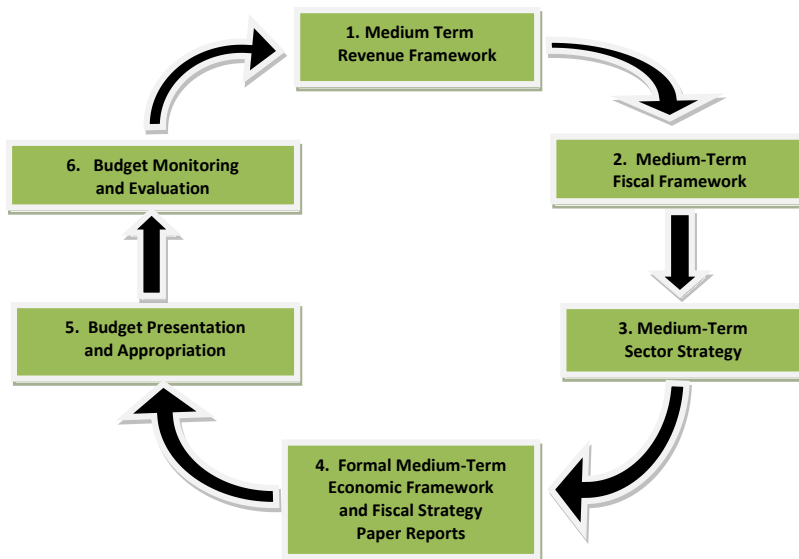 1. Medium Term
Revenue Framework
2. Medium-Term
Fiscal Framework
3. Medium-Term
Sector Strategy
4. Formal Medium-Term
Economic Framework
and Fiscal Strategy
Paper Reports
5. Budget Presentation
and Appropriation
6. Budget Monitoring
and Evaluation